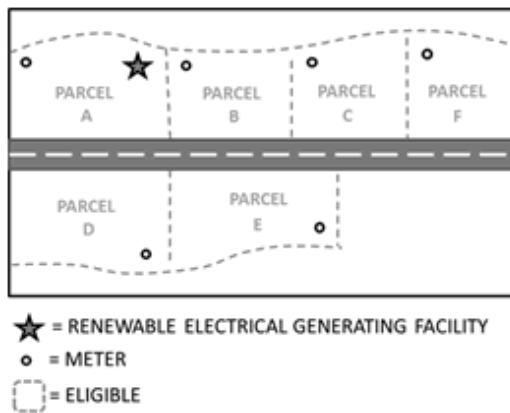 PARCEL
A
PARCEL
B
PARCEL
C
PARCEL
F
PARCEL
D
PARCEL
E
= RENEWABLE ELECTRICAL GENERATING FACILITY
= METER
= ELIGIBLE